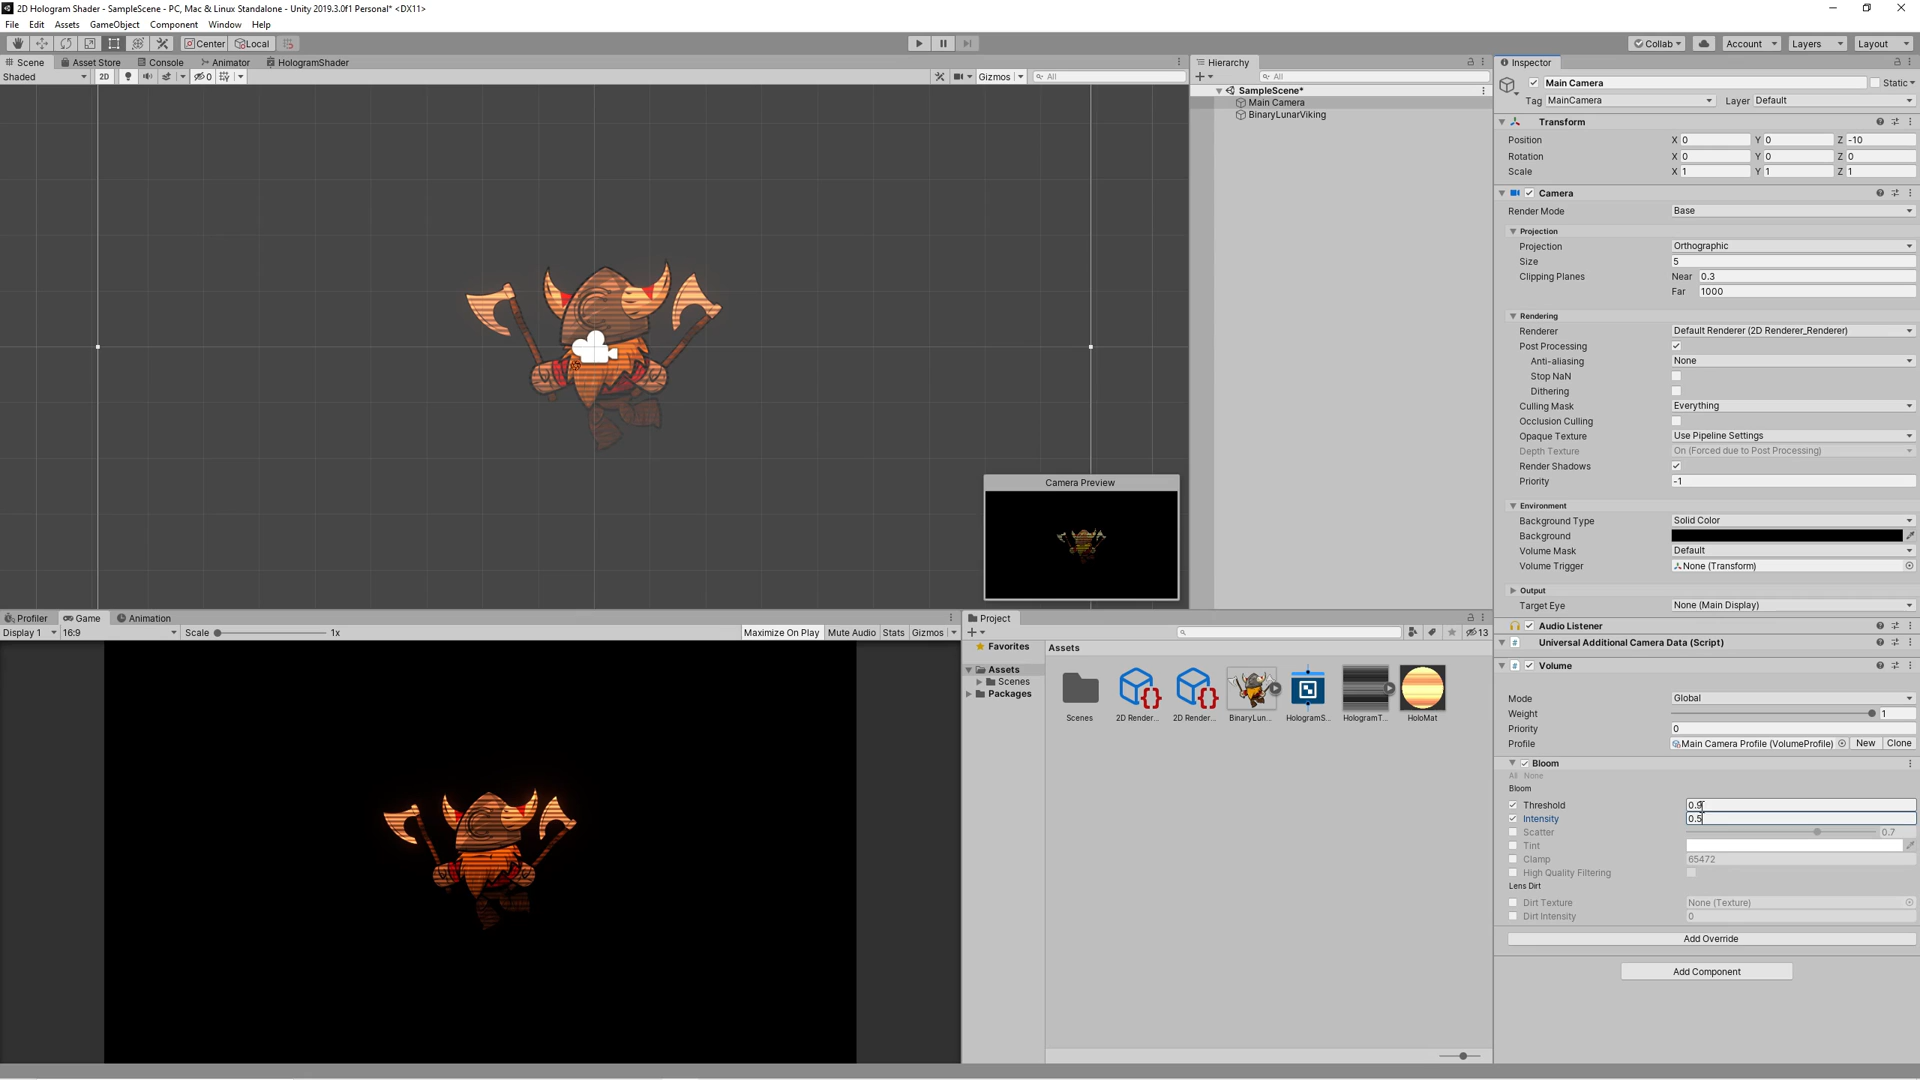 2D Hologram Shader - SampleScene - PC, Mac & Linux Standalone - Unity 2019.3.0f1 Personal* <DX11>
File Edit Assets GameObject Component Window Help
Center Local
Collab Account Layers Layout
Scene Asset Store Console Animator HologramShader
Shaded 2D 0 Gizmos All
Camera Preview
Hierarchy
All
SampleScene*
Main Camera
BinaryLunarViking
Profiler Game Animation
Display 1 16:9 Scale 1x Maximize On Play Mute Audio Stats Gizmos
Project
13
Favorites
Assets
Scenes
Packages
Assets
Scenes 2D Render... 2D Render... BinaryLun... HologramS... HologramT... HoloMat
Inspector
Main Camera Static
Tag MainCamera Layer Default
Transform
Position X 0 Y 0 Z -10
Rotation X 0 Y 0 Z 0
Scale X 1 Y 1 Z 1
Camera
Render Mode Base
Projection
Projection Orthographic
Size 5
Clipping Planes Near 0.3
Far 1000
Rendering
Renderer Default Renderer (2D Renderer_Renderer)
Post Processing
Anti-aliasing None
Stop NaN
Dithering
Culling Mask Everything
Occlusion Culling
Opaque Texture Use Pipeline Settings
Depth Texture On (Forced due to Post Processing)
Render Shadows
Priority -1
Environment
Background Type Solid Color
Background
Volume Mask Default
Volume Trigger None (Transform)
Output
Target Eye None (Main Display)
Audio Listener
Universal Additional Camera Data (Script)
Volume
Mode Global
Weight 1
Priority 0
Profile Main Camera Profile (VolumeProfile) New Clone
Bloom
All None
Bloom
Threshold 0.9
Intensity 0.5
Scatter 0.7
Tint
Clamp 65472
High Quality Filtering
Lens Dirt
Dirt Texture None (Texture)
Dirt Intensity 0
Add Override
Add Component